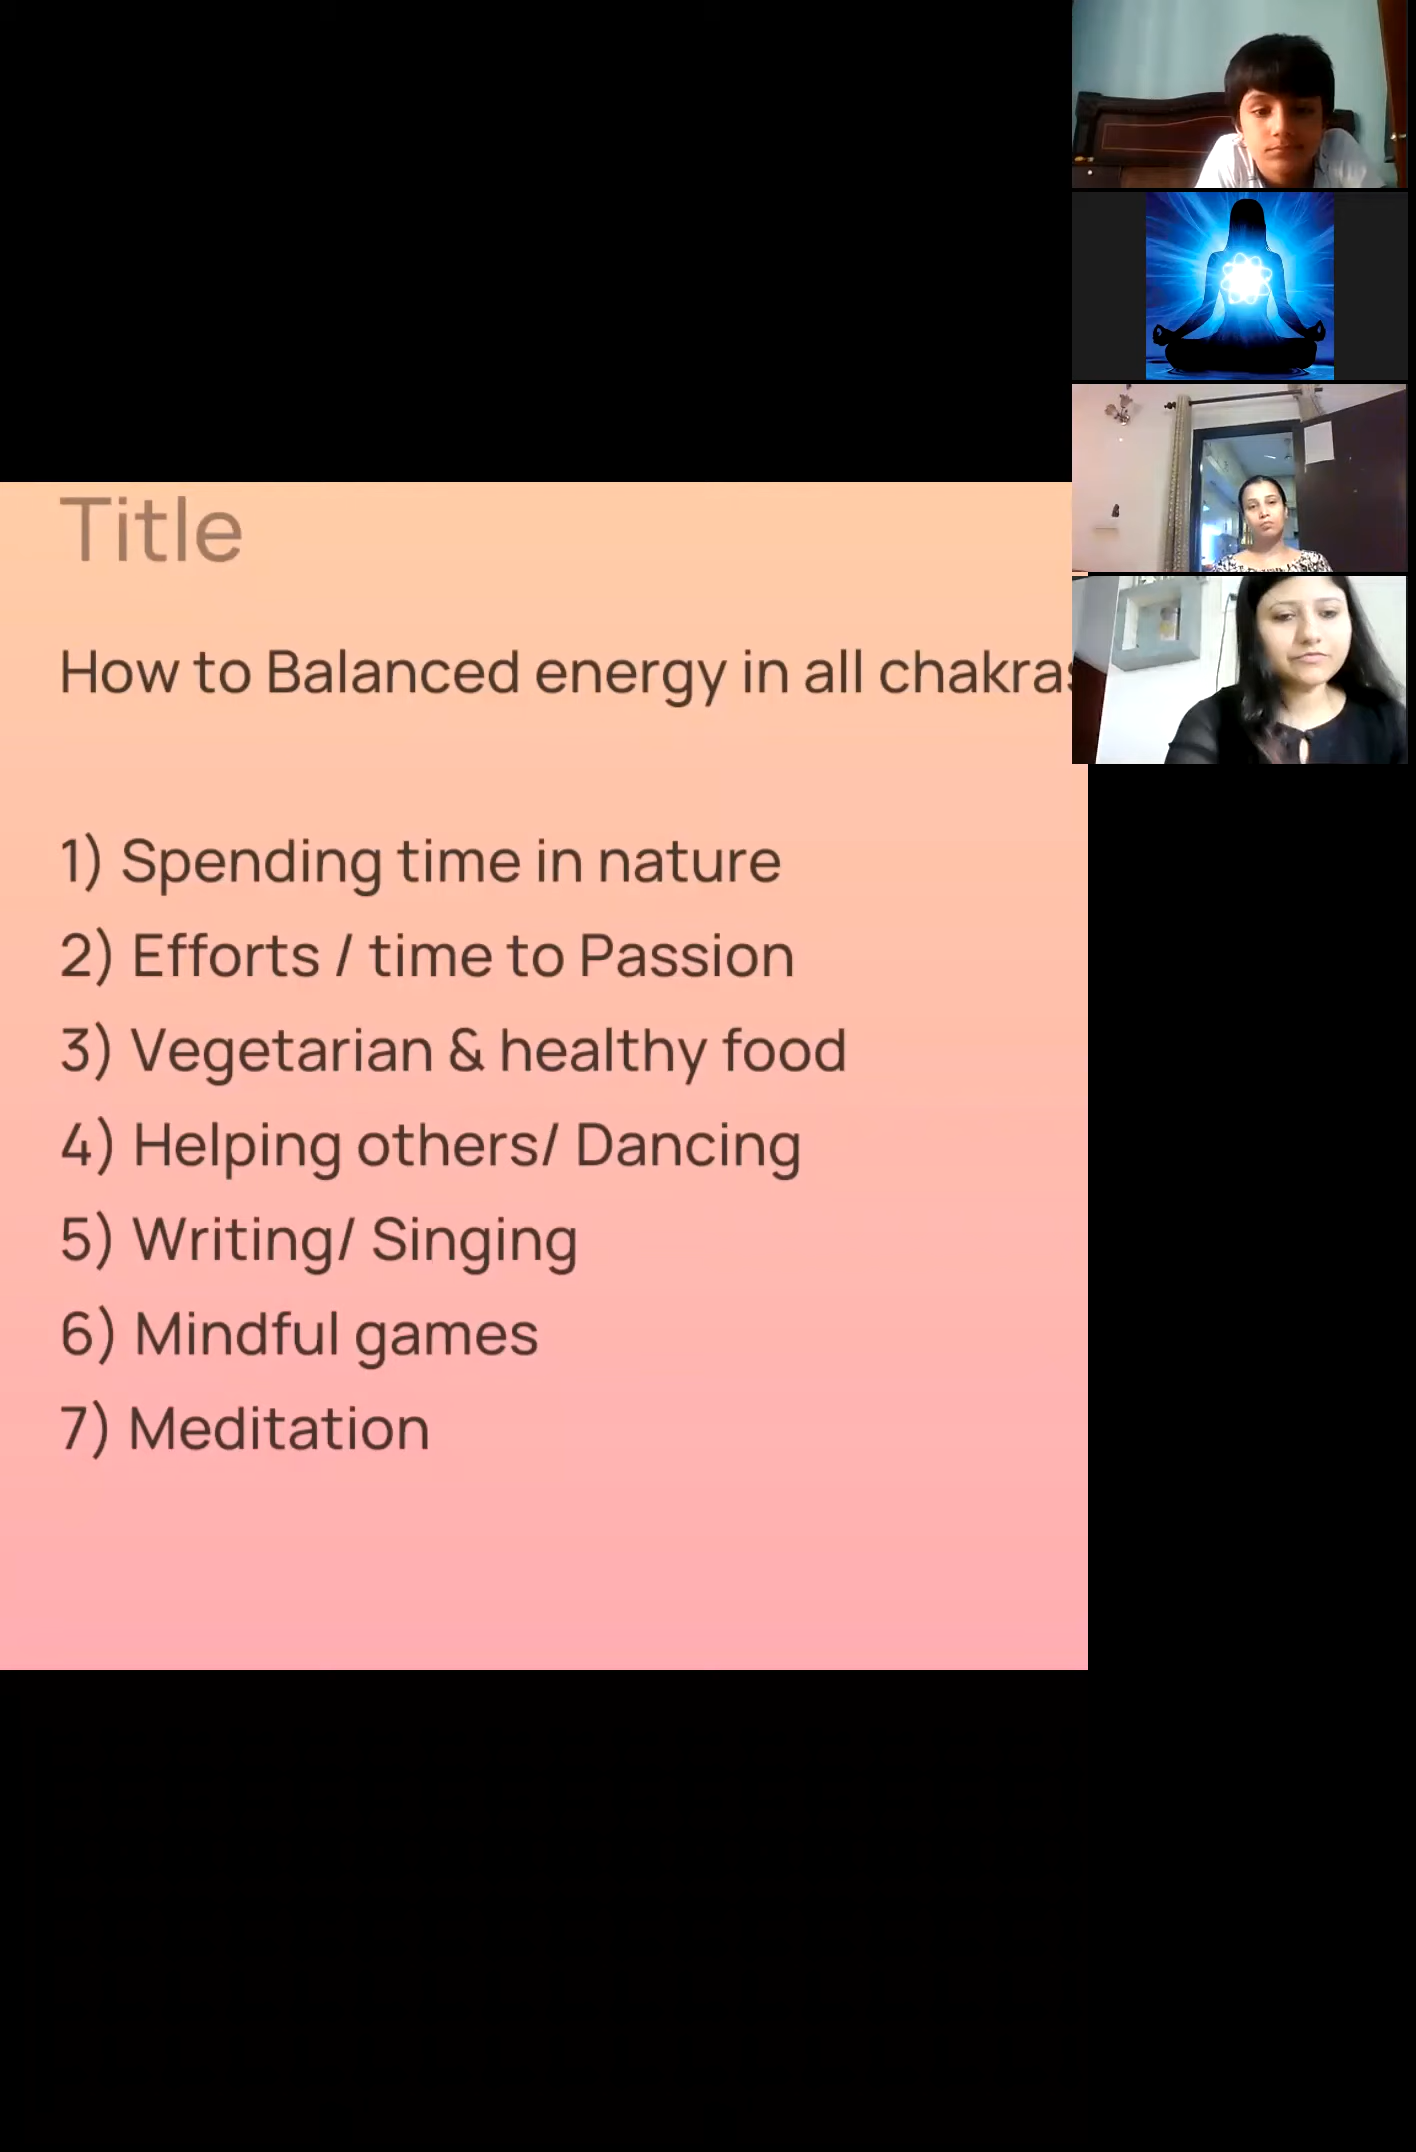 Title
How to Balanced energy in all chakras
1) Spending time in nature
2) Efforts / time to Passion
3) Vegetarian & healthy food
4) Helping others/ Dancing
5) Writing/ Singing
6) Mindful games
7) Meditation